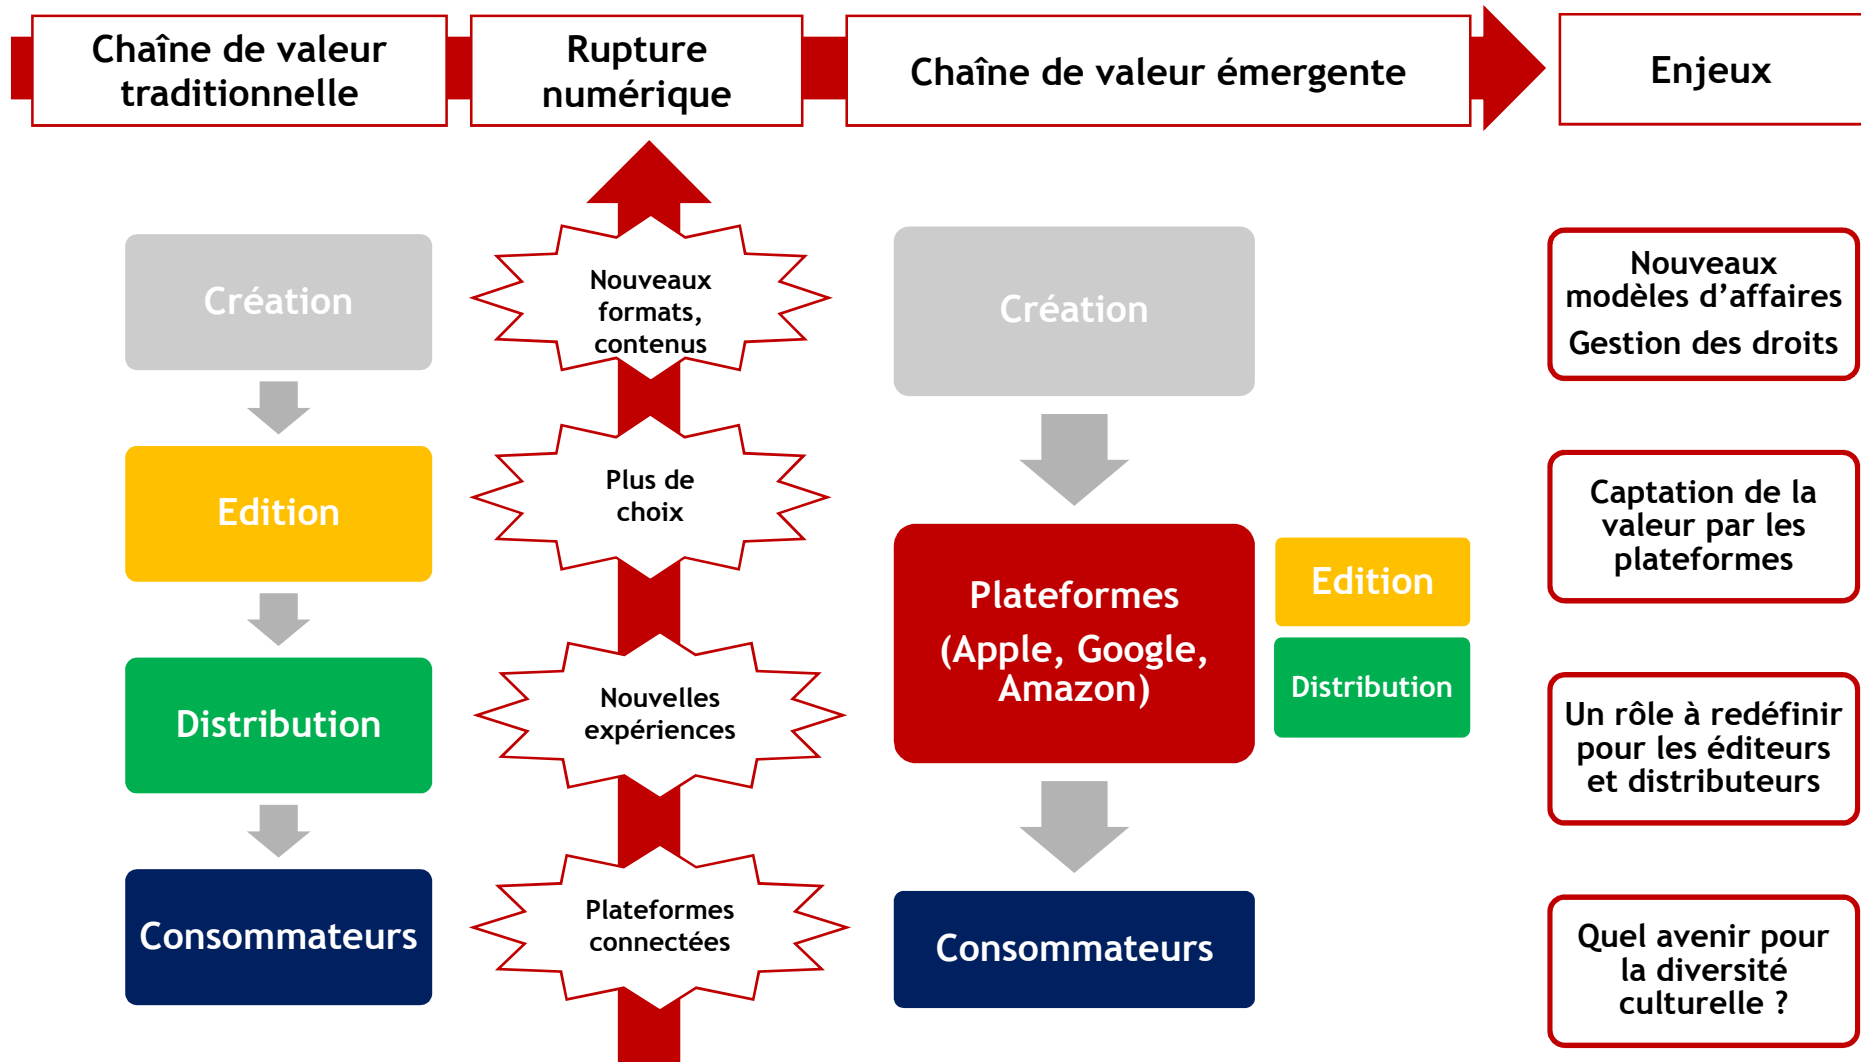 Chaîne de valeur
traditionnelle
Rupture
numérique
Chaîne de valeur émergente
Enjeux
Création
Edition
Distribution
Consommateurs
Nouveaux
formats,
contenus
Plus de
choix
Nouvelles
expériences
Plateformes
connectées
Création
Plateformes
(Apple, Google,
Amazon)
Edition
Distribution
Consommateurs
Nouveaux
modèles d’affaires
Gestion des droits
Captation de la
valeur par les
plateformes
Un rôle à redéfinir
pour les éditeurs
et distributeurs
Quel avenir pour
la diversité
culturelle ?